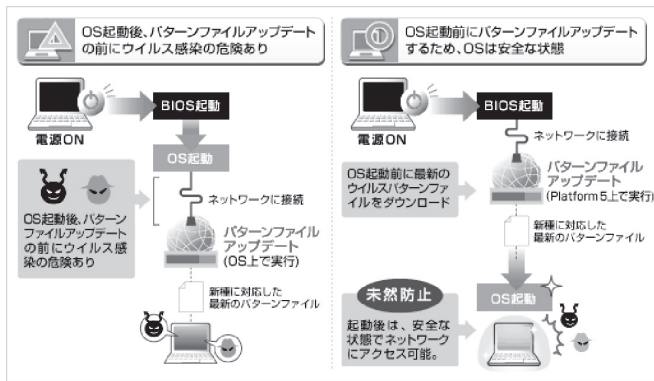 OS起動後、パターンファイルアップデート
の前にウイルス感染の危険あり
電源ON
BIOS起動
OS起動
ネットワークに接続
OS起動後、パターン
ファイルアップデート
の前にウイルス感
染の危険あり
パターンファイル
アップデート
(OS上で実行)
新種に対応した
最新のパターンファイル
OS起動前にパターンファイルアップデート
するため、OSは安全な状態
電源ON
BIOS起動
ネットワークに接続
OS起動前に最新の
ウイルスパターンファ
イルをダウンロード
パターンファイル
アップデート
(Platform5上で実行)
新種に対応した
最新のパターンファイル
OS起動
未然防止
起動後は、安全な
状態でネットワーク
にアクセス可能。